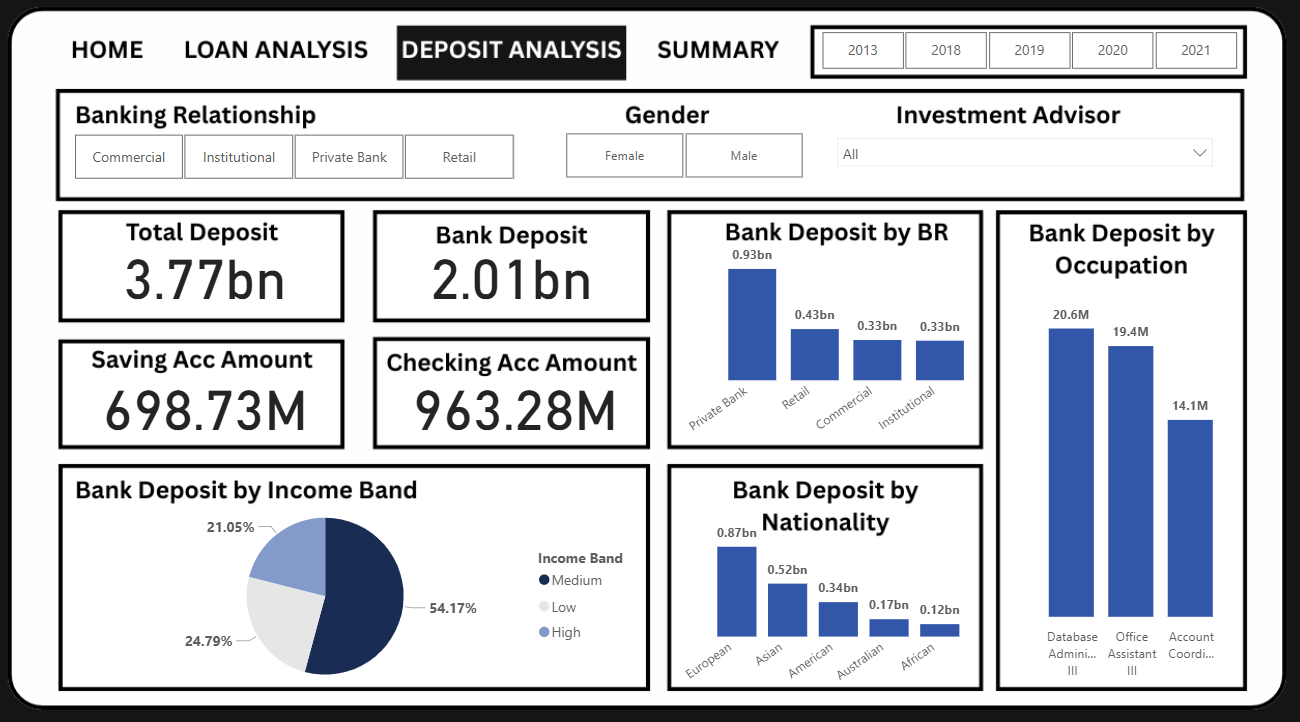 HOME LOAN ANALYSIS DEPOSIT ANALYSIS SUMMARY
2013 2018 2019 2020 2021
Banking Relationship
Commercial Institutional Private Bank Retail
Gender
Female Male
Investment Advisor
All
Total Deposit
3.77bn
Bank Deposit
2.01bn
Saving Acc Amount
698.73M
Checking Acc Amount
963.28M
Bank Deposit by BR
0.93bn
0.43bn
0.33bn
0.33bn
Private Bank
Retail
Commercial
Institutional
Bank Deposit by
Occupation
20.6M
19.4M
14.1M
Database
Admini...
III
Office
Assistant
III
Account
Coordi...
Bank Deposit by Income Band
21.05%
54.17%
24.79%
Income Band
Medium
Low
High
Bank Deposit by
Nationality
0.87bn
0.52bn
0.34bn
0.17bn
0.12bn
European
Asian
American
Australian
African